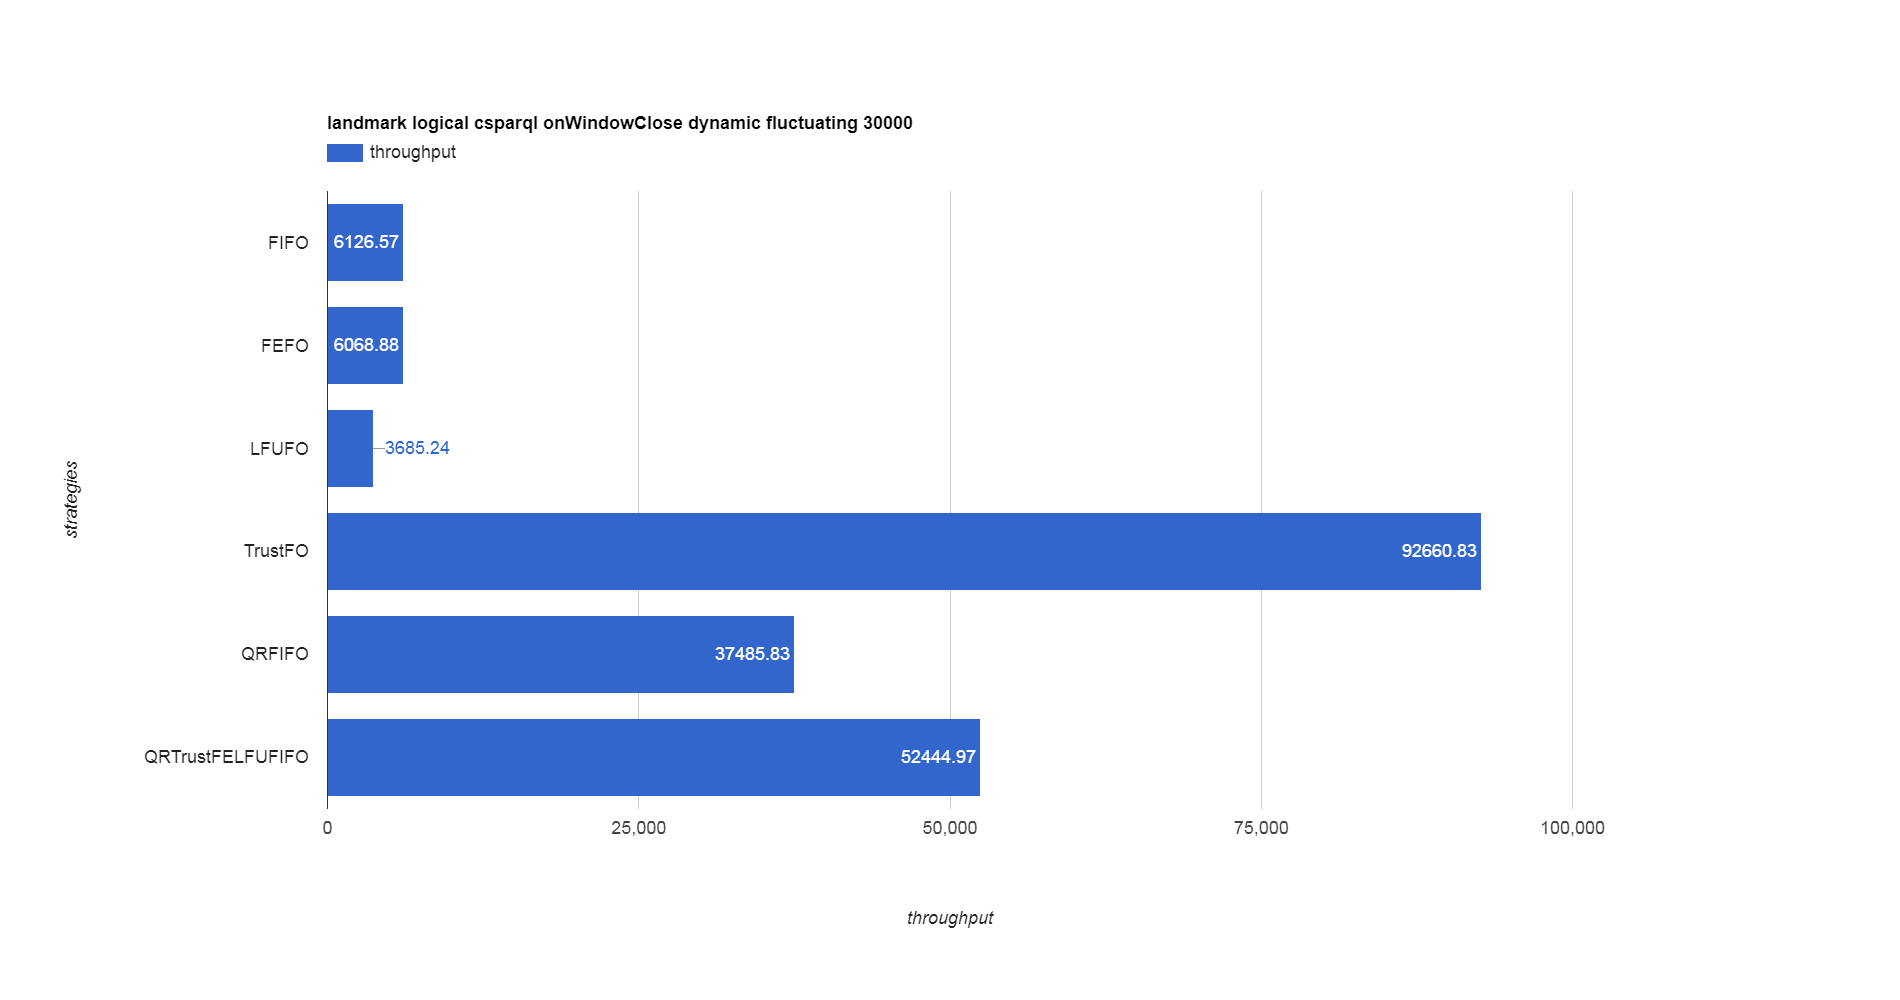 landmark logical csparql onWindowClose dynamic fluctuating 30000
throughput
FIFO 6126.57
FEFO 6068.88
LFUFO 3685.24
TrustFO 92660.83
QRFIFO 37485.83
QRTrustFELFUFIFO 52444.97
strategies
0 25,000 50,000 75,000 100,000
throughput